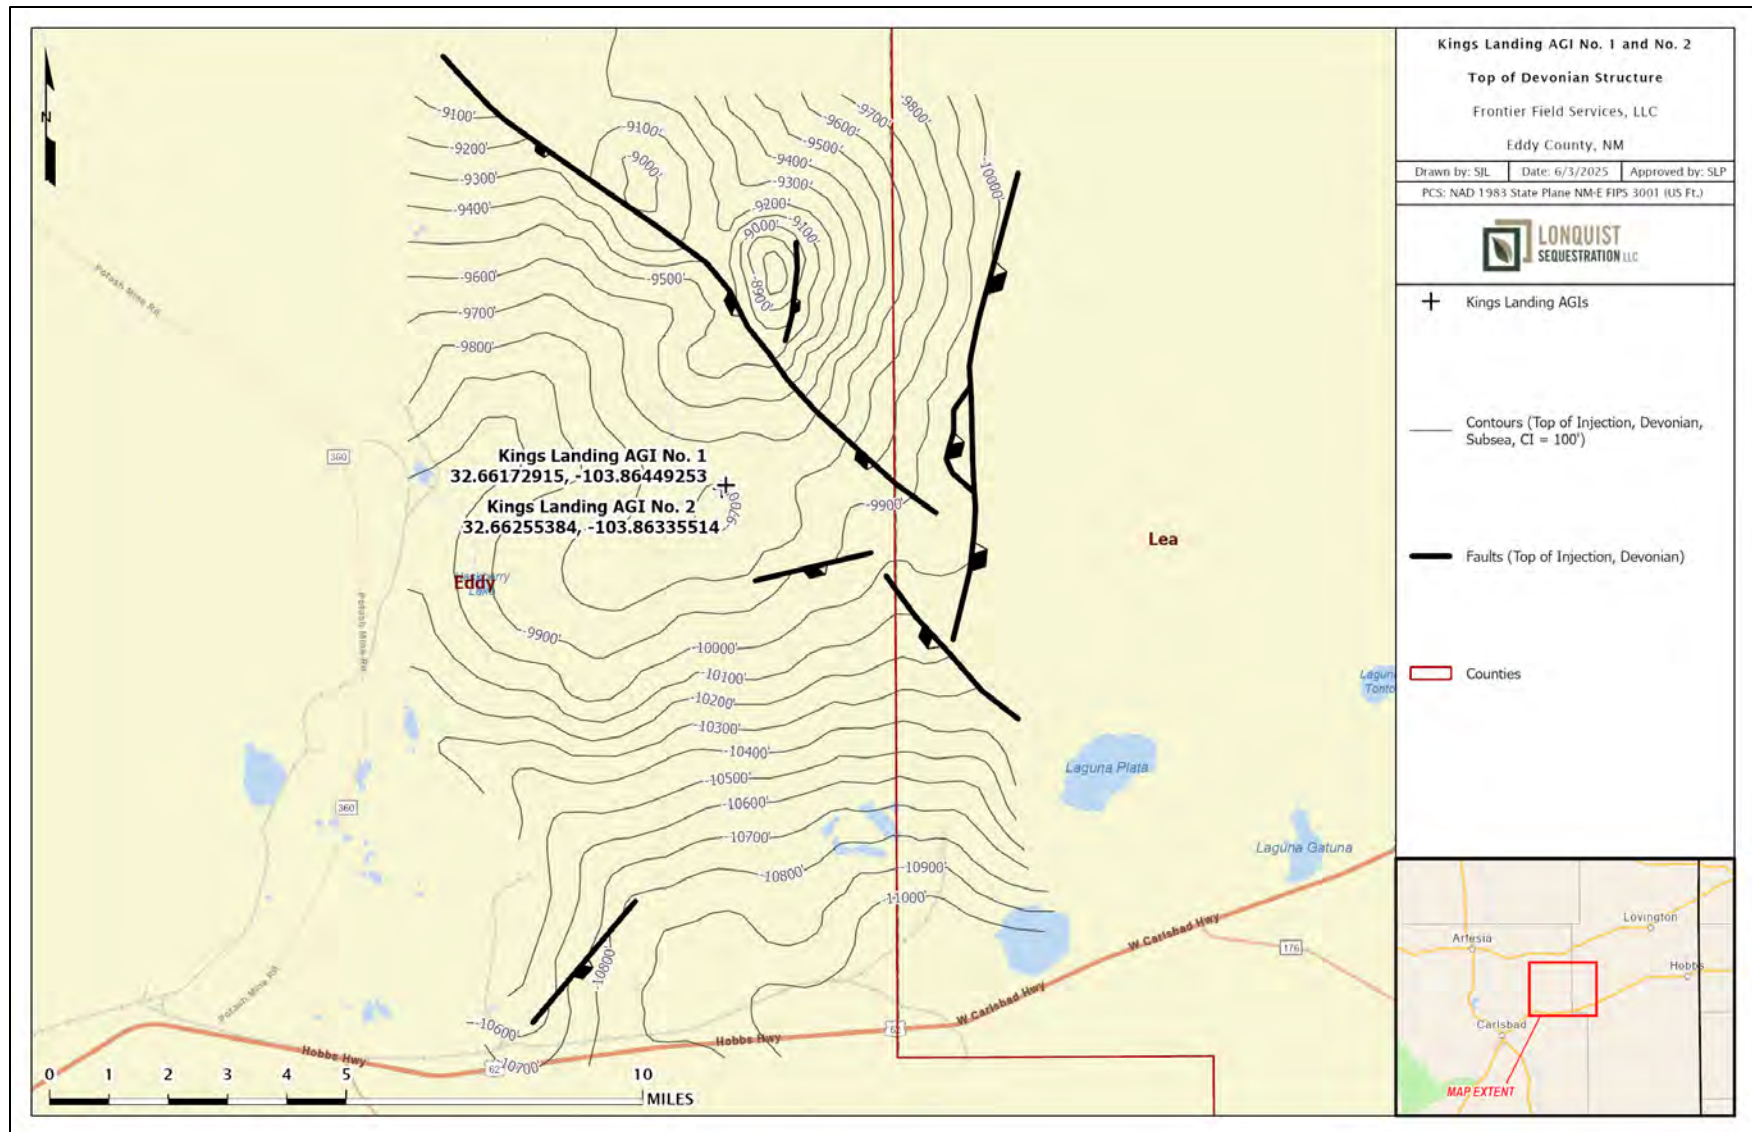 Kings Landing AGI No. 1 and No. 2
Top of Devonian Structure
Frontier Field Services, LLC
Eddy County, NM
Drawn by: SJL
Date: 6/3/2025
Approved by: SLP
PCS: NAD 1983 State Plane NM-E FIPS 3001 (US Ft.)
LONQUIST
SEQUESTRATION LLC
Kings Landing AGIs
Contours (Top of Injection, Devonian,
Subsea, CI = 100')
Faults (Top of Injection, Devonian)
Counties
N
-9100'
-9200'
-9300'
-9400'
-9600'
-9700'
-9800'
-9100'
-9000'
-9500'
-9800'
-9700'
-9600'
-9500'
-9400'
-9300'
-9200'
-9100'
-9000'
-8900'
-10000'
Potash Mine Rd
360
Kings Landing AGI No. 1
32.66172915, -103.86449253
Kings Landing AGI No. 2
32.66255384, -103.86335514
-9700'
-9900'
Lea
Eddy
Lake
Potash Mine Rd
-9900'
-10000'
-10100'
-10200'
-10300'
-10400'
-10500'
-10600'
-10700'
-10800'
-10900'
-11000'
Laguna Plata
Laguna Gatuna
360
-10800'
-10600'
-10700'
Potash Mine Rd
Hobbs Hwy
62
Hobbs Hwy
62
W Carlsbad Hwy
W Carlsbad Hwy
176
0 1 2 3 4 5 10
MILES
Artesia
Lovington
Hobbs
Carlsbad
MAP EXTENT